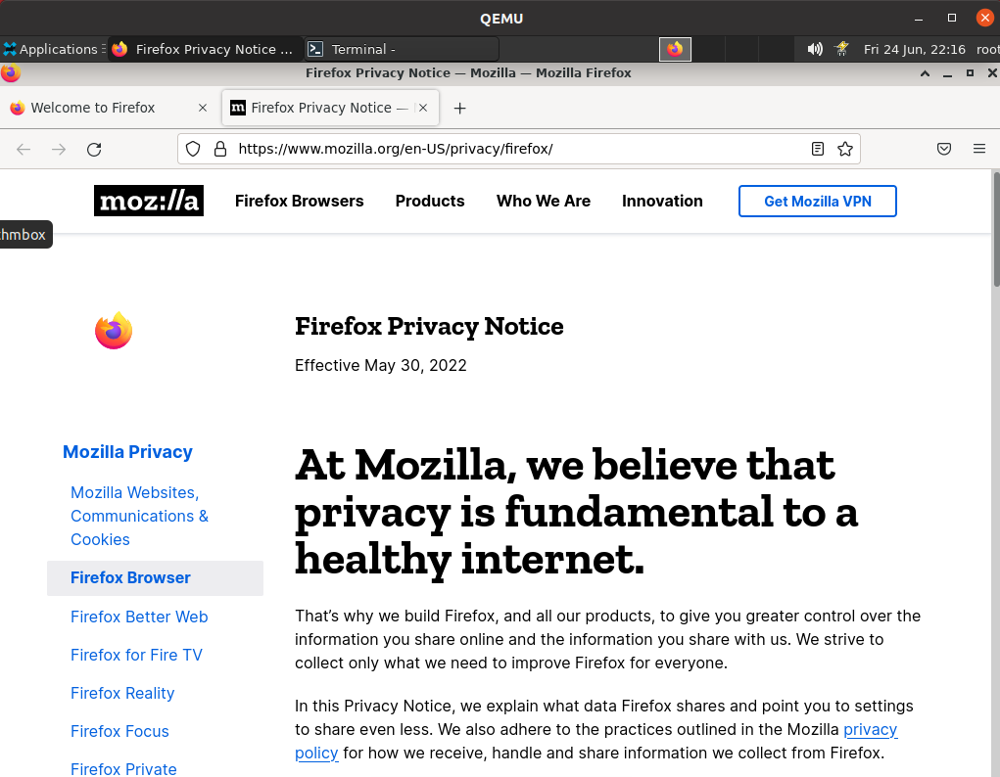 QEMU
Applications
Firefox Privacy Notice ...
Terminal -
Fri 24 Jun, 22:16
root
Firefox Privacy Notice — Mozilla — Mozilla Firefox
Welcome to Firefox
Firefox Privacy Notice —
https://www.mozilla.org/en-US/privacy/firefox/
moz://a
Firefox Browsers
Products
Who We Are
Innovation
Get Mozilla VPN
hmbox
Firefox Privacy Notice
Effective May 30, 2022
Mozilla Privacy
Mozilla Websites,
Communications &
Cookies
Firefox Browser
Firefox Better Web
Firefox for Fire TV
Firefox Reality
Firefox Focus
Firefox Private
At Mozilla, we believe that
privacy is fundamental to a
healthy internet.
That’s why we build Firefox, and all our products, to give you greater control over the
information you share online and the information you share with us. We strive to
collect only what we need to improve Firefox for everyone.
In this Privacy Notice, we explain what data Firefox shares and point you to settings
to share even less. We also adhere to the practices outlined in the Mozilla privacy
policy for how we receive, handle and share information we collect from Firefox.